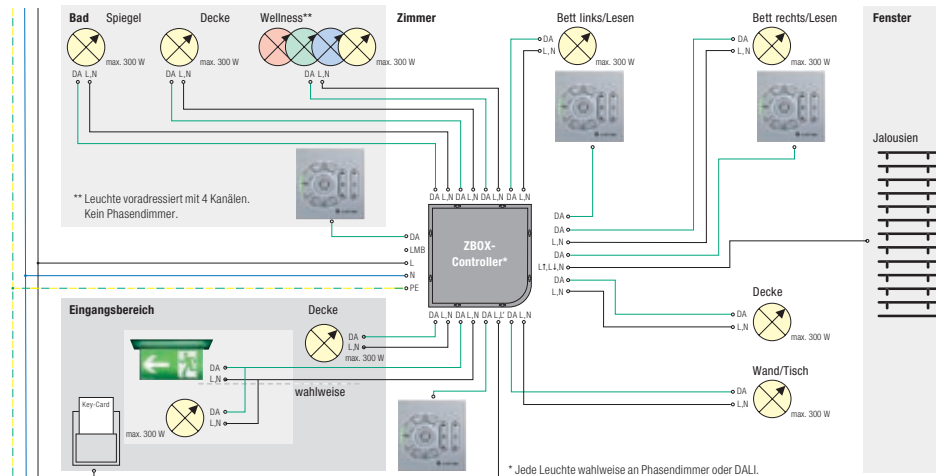 Bad
Spiegel
Decke
Wellness**
Zimmer
Bett links/Lesen
Bett rechts/Lesen
Fenster
max. 300 W
max. 300 W
max. 300 W
DA
L,N
max. 300 W
DA
L,N
max. 300 W
DA L,N
DA L,N
DA L,N
Jalousien
** Leuchte voradressiert mit 4 Kanälen.
Kein Phasendimmer.
DA L,N DA L,N DA L,N DA L,N
DA
LMB
L
N
PE
ZBOX-
Controller*
DA
DA
L,N
DA
L↑,L↓,N
DA
L,N
Eingangsbereich
Decke
DA
L,N
max. 300 W
DA L,N DA L,N DA L,L' DA L,N
Decke
DA
L,N
max. 300 W
DA
L,N
wahlweise
Wand/Tisch
DA
L,N
max. 300 W
Key-Card
DA
L,N
max. 300 W
* Jede Leuchte wahlweise an Phasendimmer oder DALI.